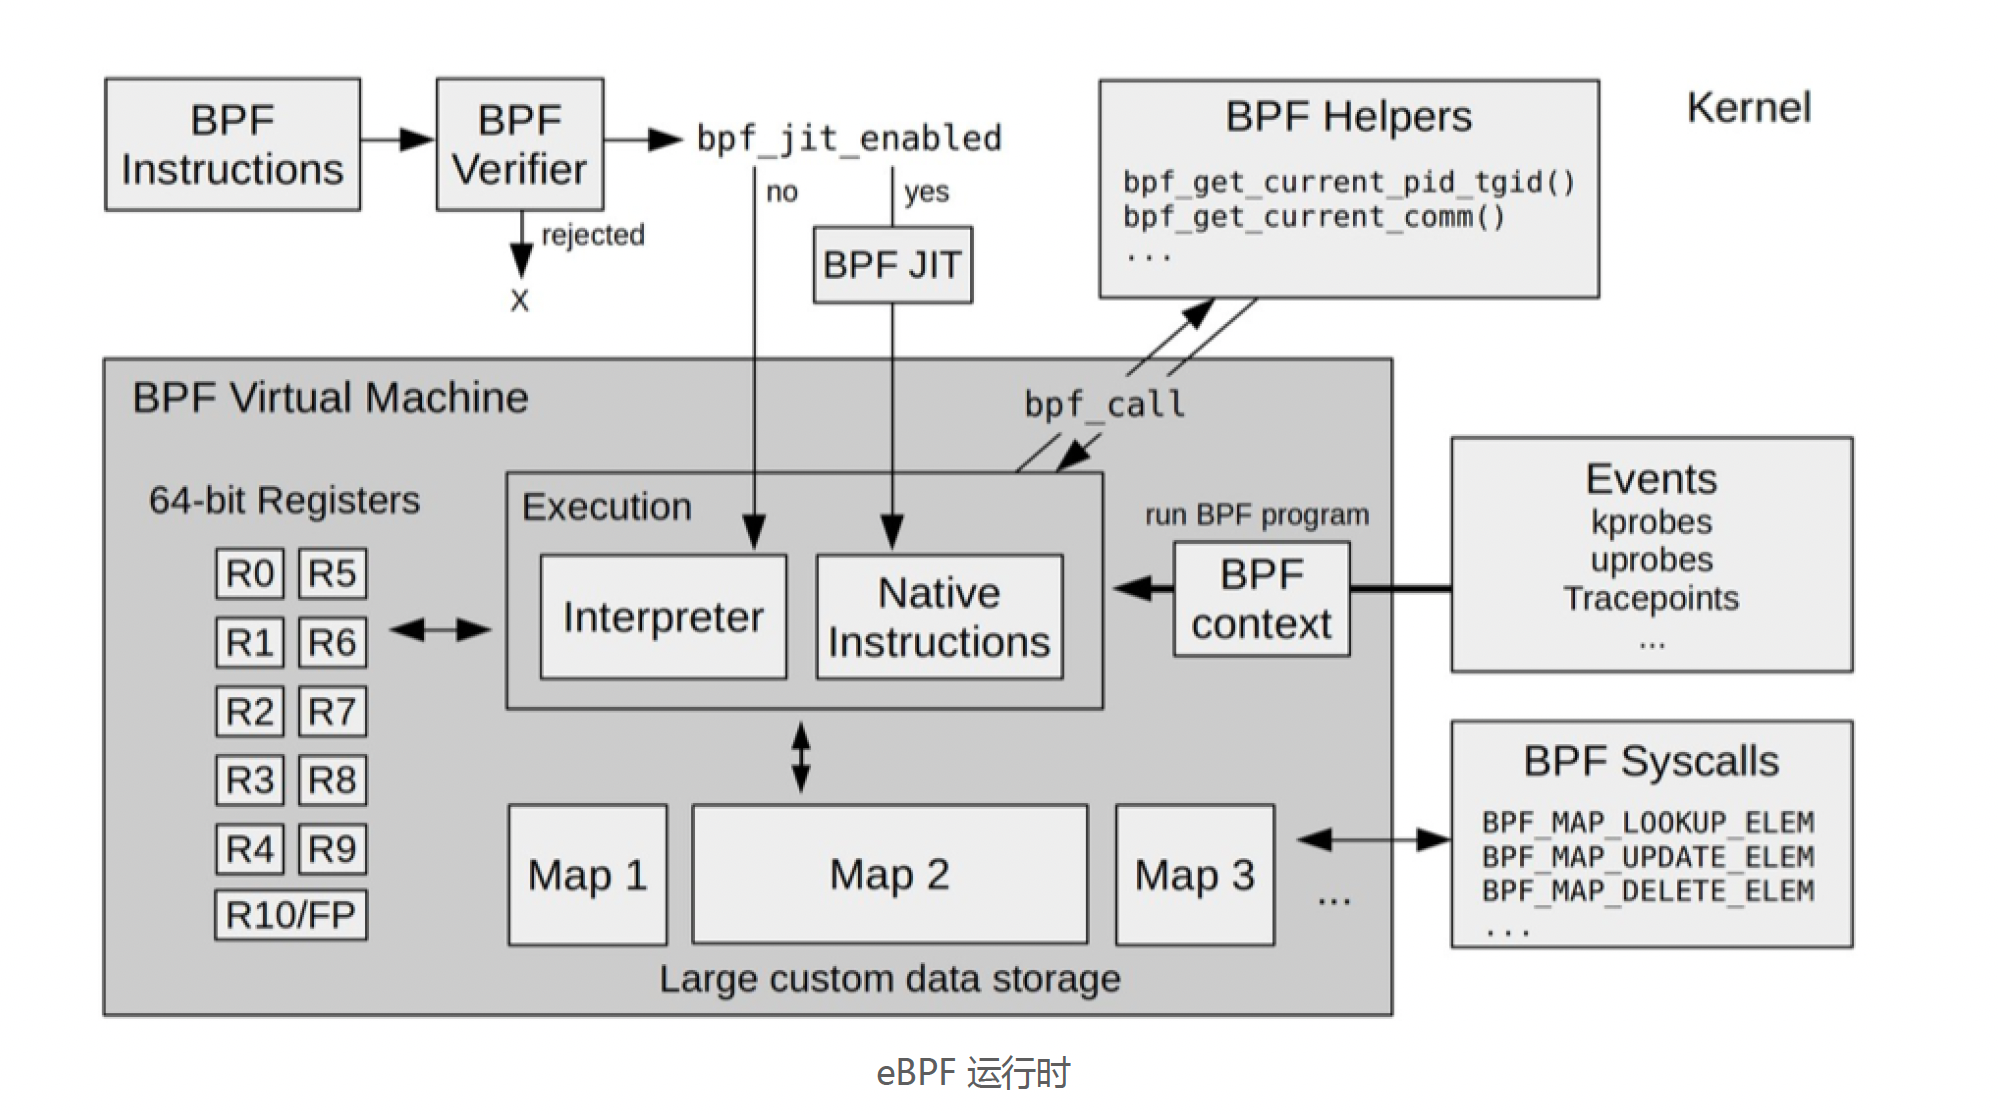 BPF
Instructions
BPF
Verifier
rejected
X
bpf_jit_enabled
no
yes
BPF JIT
BPF Helpers
bpf_get_current_pid_tgid()
bpf_get_current_comm()
...
Kernel
BPF Virtual Machine
bpf_call
64-bit Registers
R0 R5
R1 R6
R2 R7
R3 R8
R4 R9
R10/FP
Execution
Interpreter
Native
Instructions
run BPF program
BPF
context
Events
kprobes
uprobes
Tracepoints
...
Map 1
Map 2
Map 3
...
Large custom data storage
BPF Syscalls
BPF_MAP_LOOKUP_ELEM
BPF_MAP_UPDATE_ELEM
BPF_MAP_DELETE_ELEM
...
eBPF 运行时